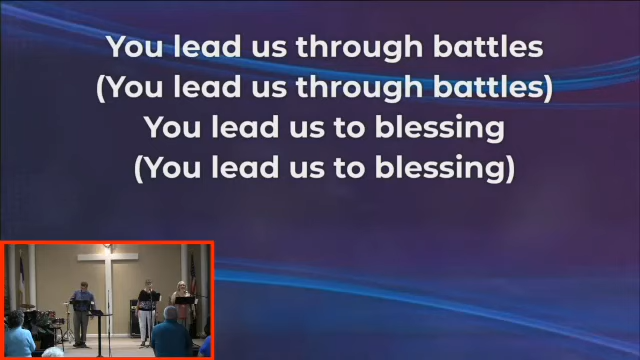 You lead us through battles
(You lead us through battles)
You lead us to blessing
(You lead us to blessing)